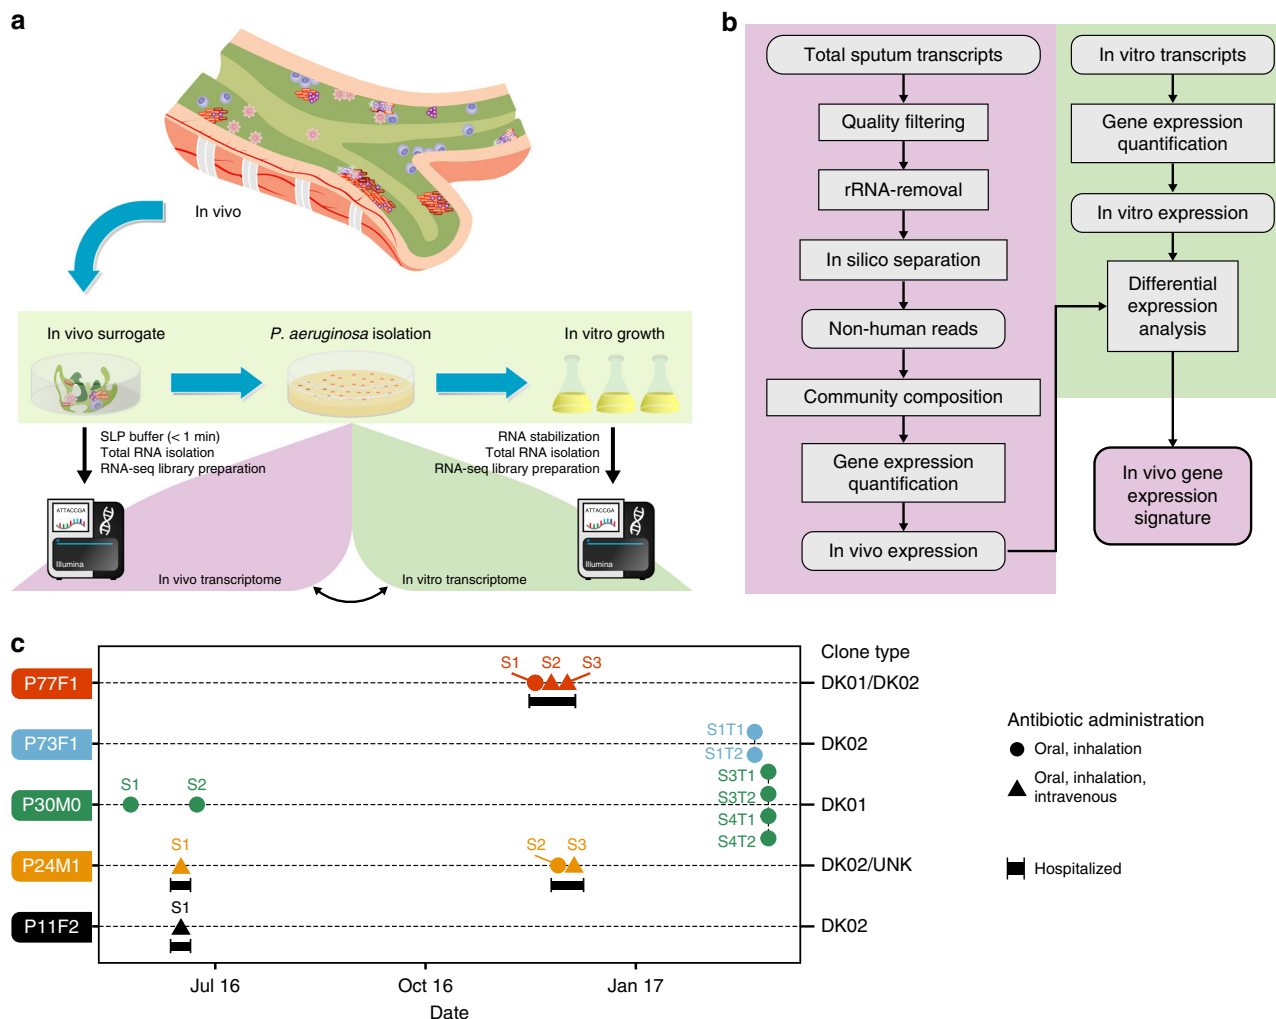 a
In vivo
In vivo surrogate
P. aeruginosa isolation
In vitro growth
SLP buffer (< 1 min)
Total RNA isolation
RNA-seq library preparation
RNA stabilization
Total RNA isolation
RNA-seq library preparation
ATTACCGA
Illumina
ATTACCGA
Illumina
In vivo transcriptome
In vitro transcriptome
b
Total sputum transcripts
Quality filtering
rRNA-removal
In silico separation
Non-human reads
Community composition
Gene expression
quantification
In vivo expression
In vitro transcripts
Gene expression
quantification
In vitro expression
Differential
expression
analysis
In vivo gene
expression
signature
c
Clone type
P77F1
S1
S2
S3
DK01/DK02
P73F1
S1T1
S1T2
DK02
P30M0
S1
S2
S3T1
S3T2
S4T1
S4T2
DK01
P24M1
S1
S2
S3
DK02/UNK
P11F2
S1
DK02
Jul 16
Oct 16
Jan 17
Date
Antibiotic administration
Oral, inhalation
Oral, inhalation,
intravenous
Hospitalized